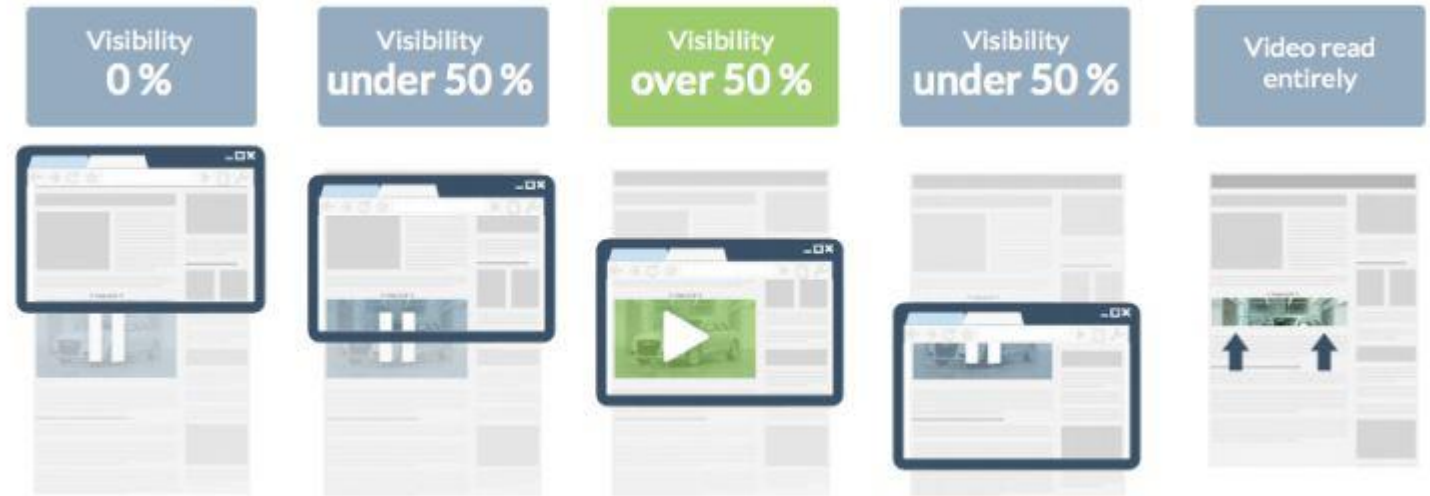 Visibility
0 %
Visibility
under 50 %
Visibility
over 50 %
Visibility
under 50 %
Video read
entirely